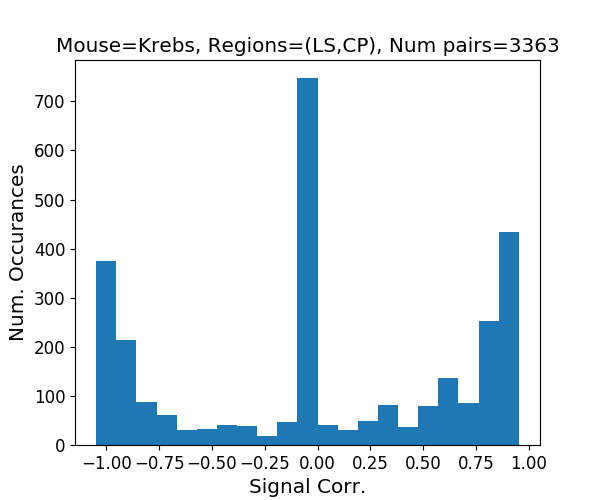 Mouse=Krebs, Regions=(LS,CP), Num pairs=3363
700
600
500
400
300
200
100
0
Num. Occurances
−1.00 −0.75 −0.50 −0.25 0.00 0.25 0.50 0.75 1.00
Signal Corr.